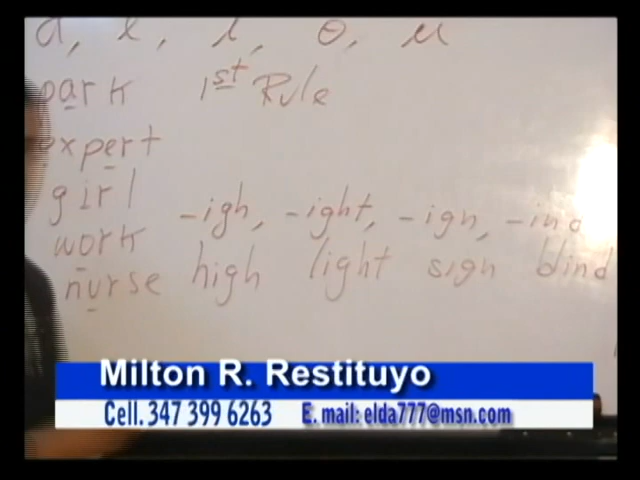 a, e, i, o, u
park 1st Rule
expert
girl -igh, -ight, -ign, -ind
work high light sign blind
nurse
Milton R. Restituyo
Cell. 347 399 6263 E. mail: elda777@msn.com